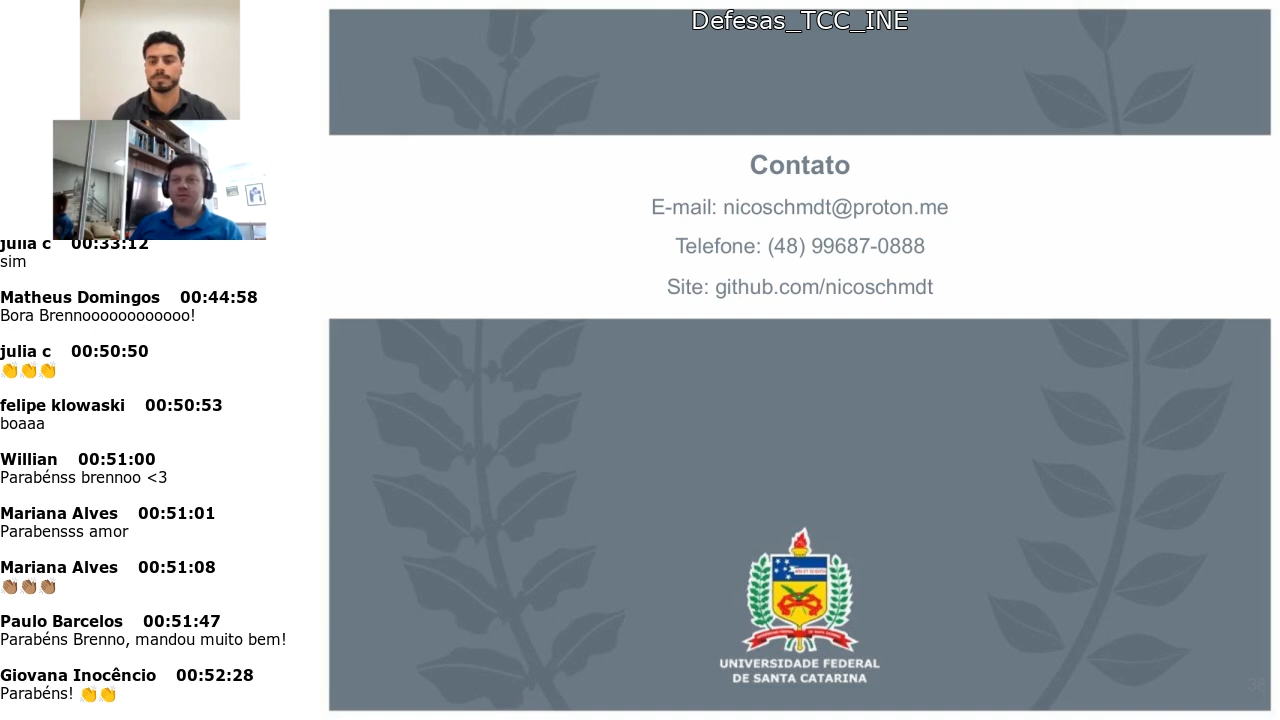 julia c 00:33:12
sim
Matheus Domingos 00:44:58
Bora Brennoooooooooooo!
julia c 00:50:50
👏👏👏
felipe klowaski 00:50:53
boaaa
Willian 00:51:00
Parabénss brennoo <3
Mariana Alves 00:51:01
Parabensss amor
Mariana Alves 00:51:08
👏🏽👏🏽👏🏽
Paulo Barcelos 00:51:47
Parabéns Brenno, mandou muito bem!
Giovana Inocêncio 00:52:28
Parabéns! 👏👏
Defesas_TCC_INE
Contato
E-mail: nicoschmdt@proton.me
Telefone: (48) 99687-0888
Site: github.com/nicoschmdt
UNIVERSIDADE FEDERAL
DE SANTA CATARINA